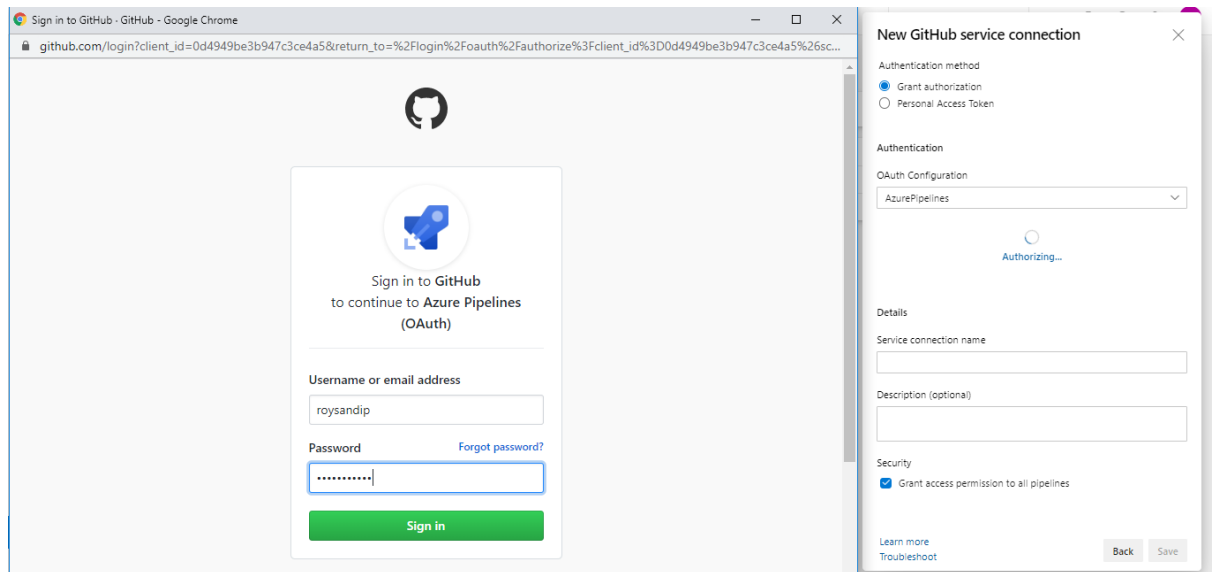 Sign in to GitHub · GitHub - Google Chrome
github.com/login?client_id=0d4949be3b947c3ce4a5&return_to=%2Flogin%2Foauth%2Fauthorize%3Fclient_id%3D0d4949be3b947c3ce4a5%26sc...
Sign in to GitHub
to continue to Azure Pipelines
(OAuth)
Username or email address
roysandip
Password Forgot password?
•••••••••••
Sign in
New GitHub service connection
Authentication method
Grant authorization
Personal Access Token
Authentication
OAuth Configuration
AzurePipelines
Authorizing...
Details
Service connection name
Description (optional)
Security
Grant access permission to all pipelines
Learn more
Troubleshoot
Back Save